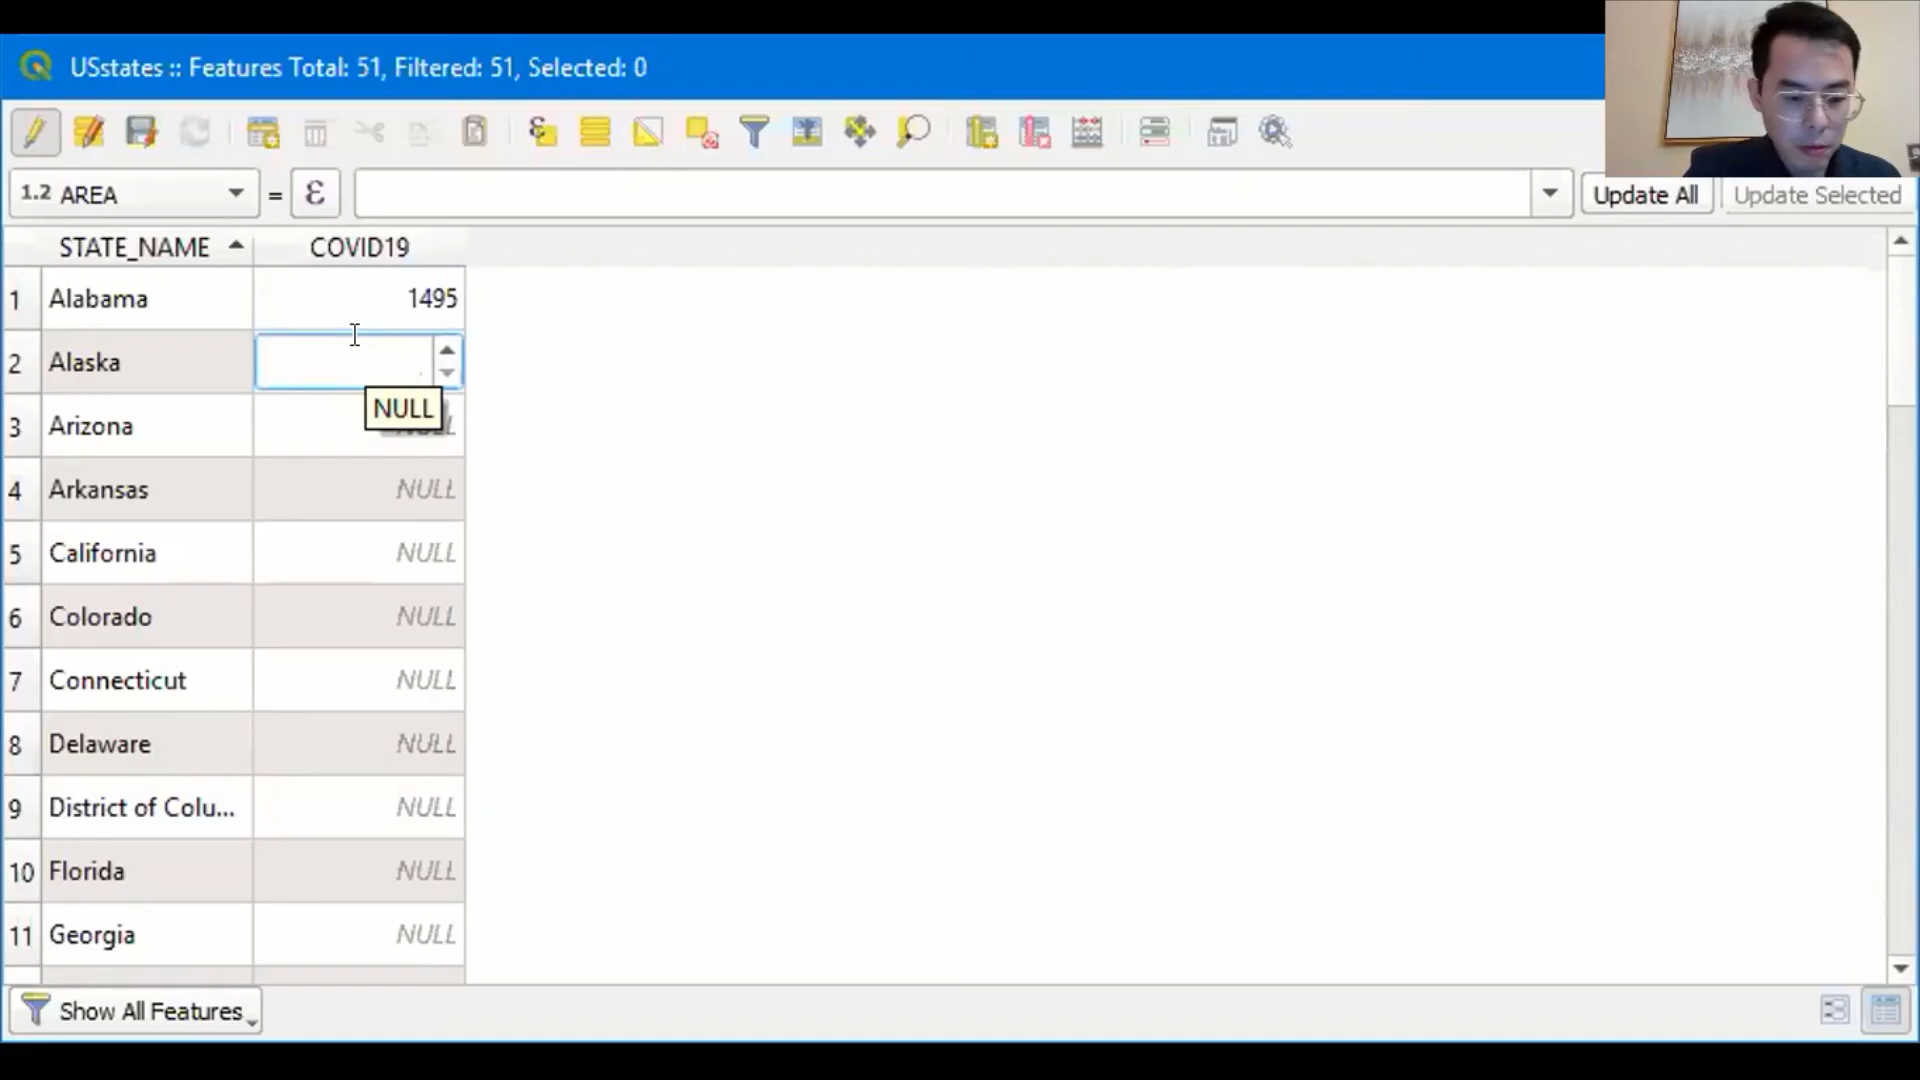 USstates :: Features Total: 51, Filtered: 51, Selected: 0
1.2 AREA = ε Update All Update Selected
STATE_NAME COVID19
1 Alabama 1495
2 Alaska
NULL
3 Arizona
4 Arkansas NULL
5 California NULL
6 Colorado NULL
7 Connecticut NULL
8 Delaware NULL
9 District of Colu... NULL
10 Florida NULL
11 Georgia NULL
Show All Features